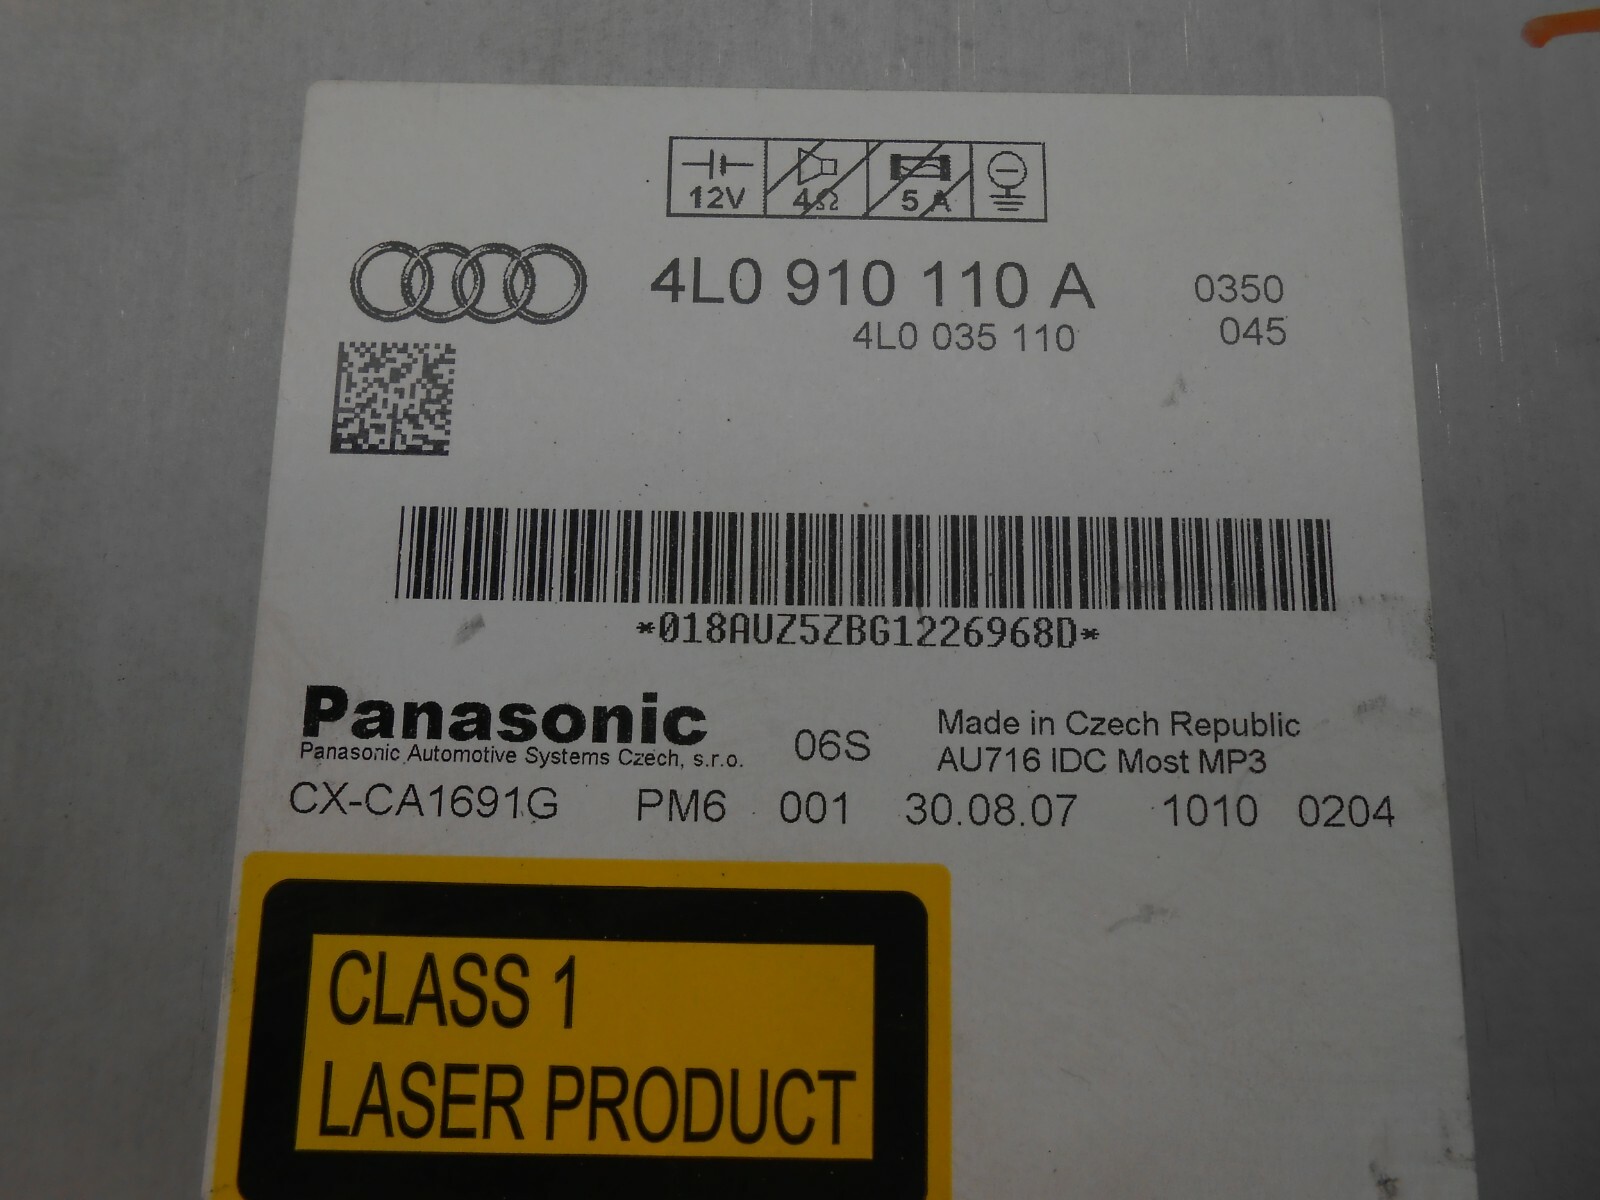 12V 4Ω 5 A
4L0 910 110 A 0350
4L0 035 110 045
*018AUZ5ZBG1226968D*
Panasonic
Panasonic Automotive Systems Czech, s.r.o.
06S
Made in Czech Republic
AU716 IDC Most MP3
CX-CA1691G PM6 001 30.08.07 1010 0204
CLASS 1
LASER PRODUCT